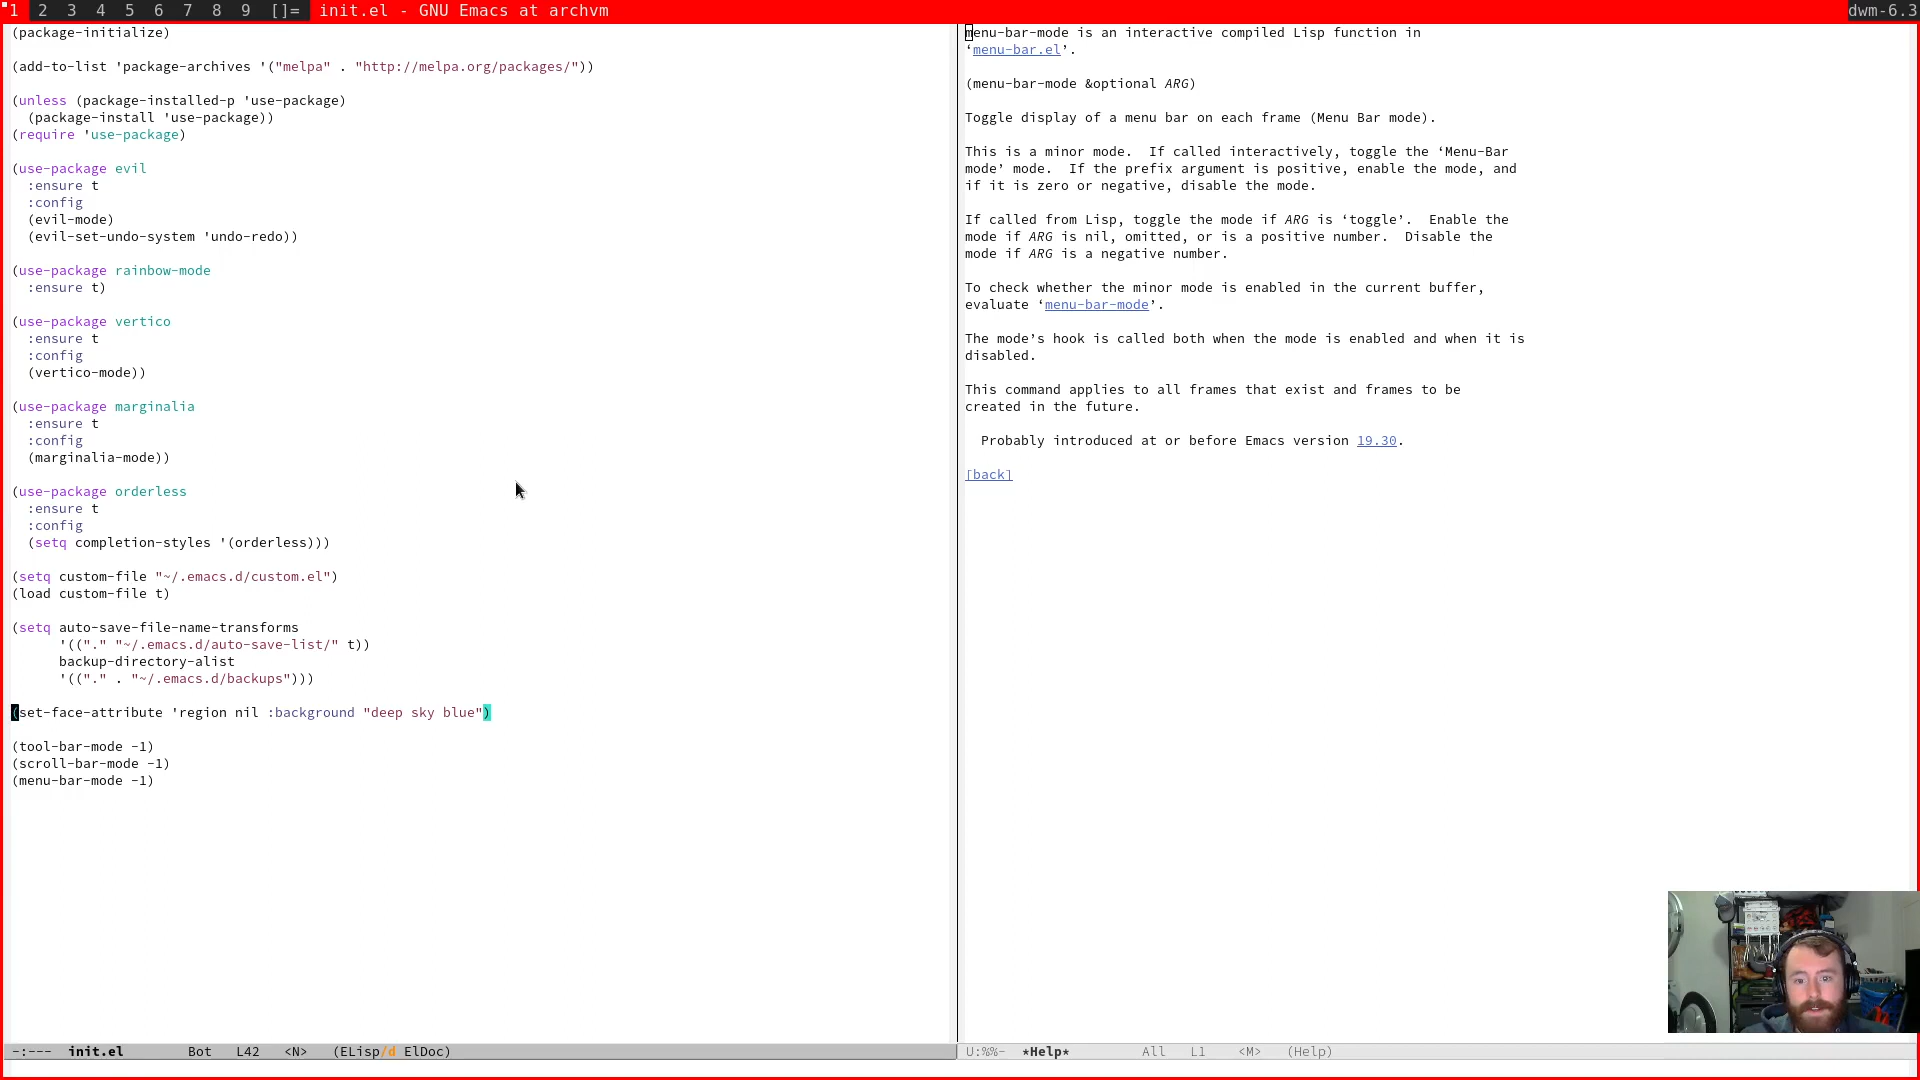 1 2 3 4 5 6 7 8 9 []= init.el - GNU Emacs at archvm dwm-6.3
(package-initialize)
(add-to-list 'package-archives '("melpa" . "http://melpa.org/packages/"))
(unless (package-installed-p 'use-package)
  (package-install 'use-package))
(require 'use-package)
(use-package evil
  :ensure t
  :config
  (evil-mode)
  (evil-set-undo-system 'undo-redo))
(use-package rainbow-mode
  :ensure t)
(use-package vertico
  :ensure t
  :config
  (vertico-mode))
(use-package marginalia
  :ensure t
  :config
  (marginalia-mode))
(use-package orderless
  :ensure t
  :config
  (setq completion-styles '(orderless)))
(setq custom-file "~/.emacs.d/custom.el")
(load custom-file t)
(setq auto-save-file-name-transforms
      '(("." "~/.emacs.d/auto-save-list/" t))
      backup-directory-alist
      '(("." . "~/.emacs.d/backups")))
(set-face-attribute 'region nil :background "deep sky blue")
(tool-bar-mode -1)
(scroll-bar-mode -1)
(menu-bar-mode -1)
-:--- init.el Bot L42 <N> (ELisp/d ElDoc)
menu-bar-mode is an interactive compiled Lisp function in
‘menu-bar.el’.
(menu-bar-mode &optional ARG)
Toggle display of a menu bar on each frame (Menu Bar mode).
This is a minor mode.  If called interactively, toggle the ‘Menu-Bar
mode’ mode.  If the prefix argument is positive, enable the mode, and
if it is zero or negative, disable the mode.
If called from Lisp, toggle the mode if ARG is ‘toggle’.  Enable the
mode if ARG is nil, omitted, or is a positive number.  Disable the
mode if ARG is a negative number.
To check whether the minor mode is enabled in the current buffer,
evaluate ‘menu-bar-mode’.
The mode’s hook is called both when the mode is enabled and when it is
disabled.
This command applies to all frames that exist and frames to be
created in the future.
  Probably introduced at or before Emacs version 19.30.
[back]
U:%%- *Help* All L1 <M> (Help)